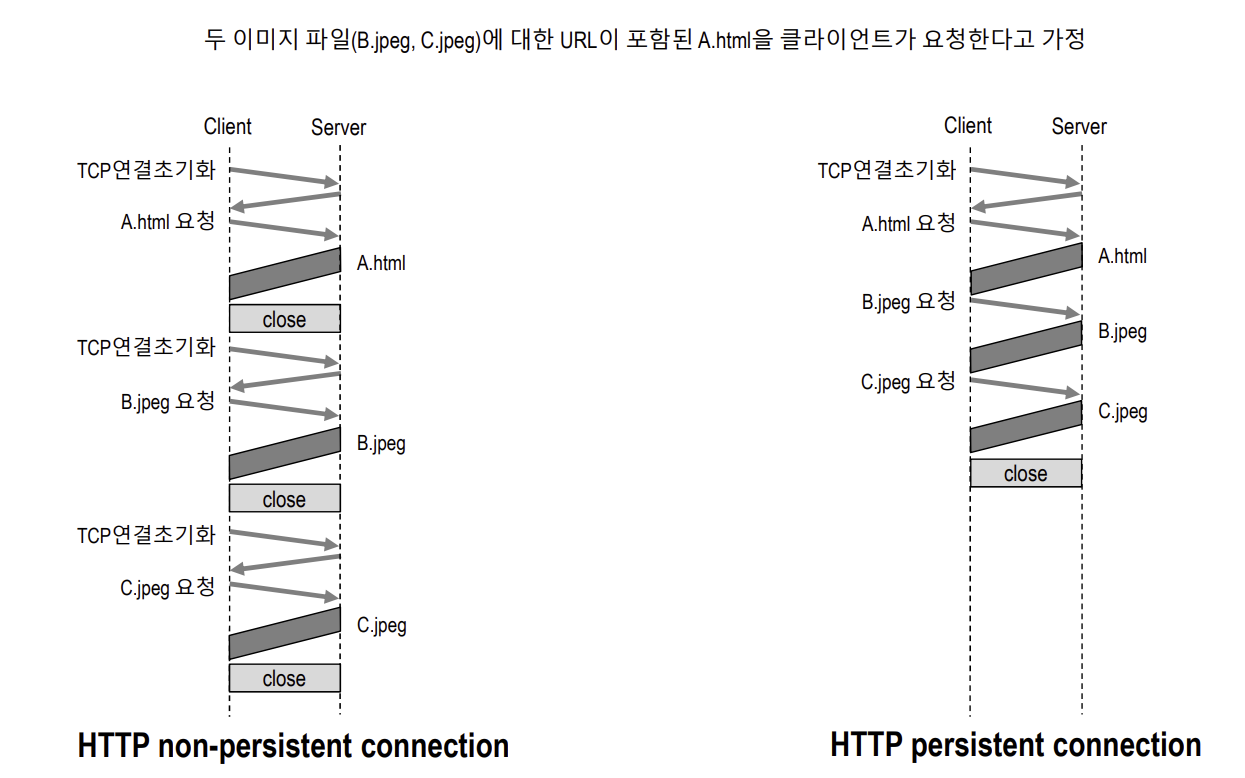 두 이미지 파일(B.jpeg, C.jpeg)에 대한 URL이 포함된 A.html을 클라이언트가 요청한다고 가정
Client Server
TCP연결초기화
A.html 요청
A.html
close
TCP연결초기화
B.jpeg 요청
B.jpeg
close
TCP연결초기화
C.jpeg 요청
C.jpeg
close
HTTP non-persistent connection
Client Server
TCP연결초기화
A.html 요청
A.html
B.jpeg 요청
B.jpeg
C.jpeg 요청
C.jpeg
close
HTTP persistent connection